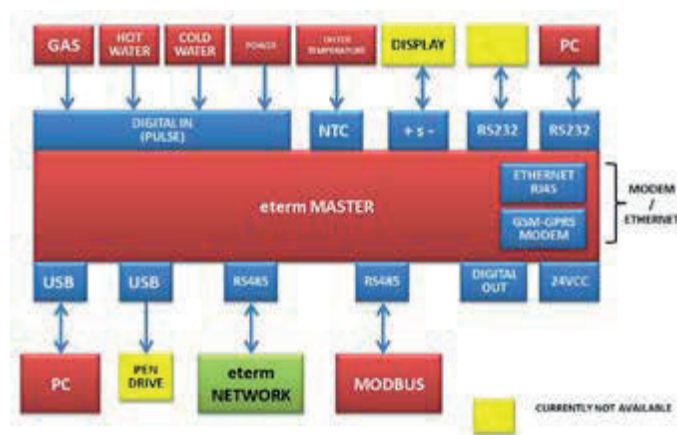 GAS
HOT
WATER
COLD
WATER
POWER
TEMPERATURE
DISPLAY
PC
DIGITAL IN
(PULSE)
NTC
+ s -
RS232
RS232
eterm MASTER
ETHERNET
RJ45
GSM-GPRS
MODEM
MODEM
/
ETHERNET
USB
USB
RS485
RS485
DIGITAL
OUT
24VCC
PC
PEN
DRIVE
eterm
NETWORK
MODBUS
CURRENTLY NOT AVAILABLE